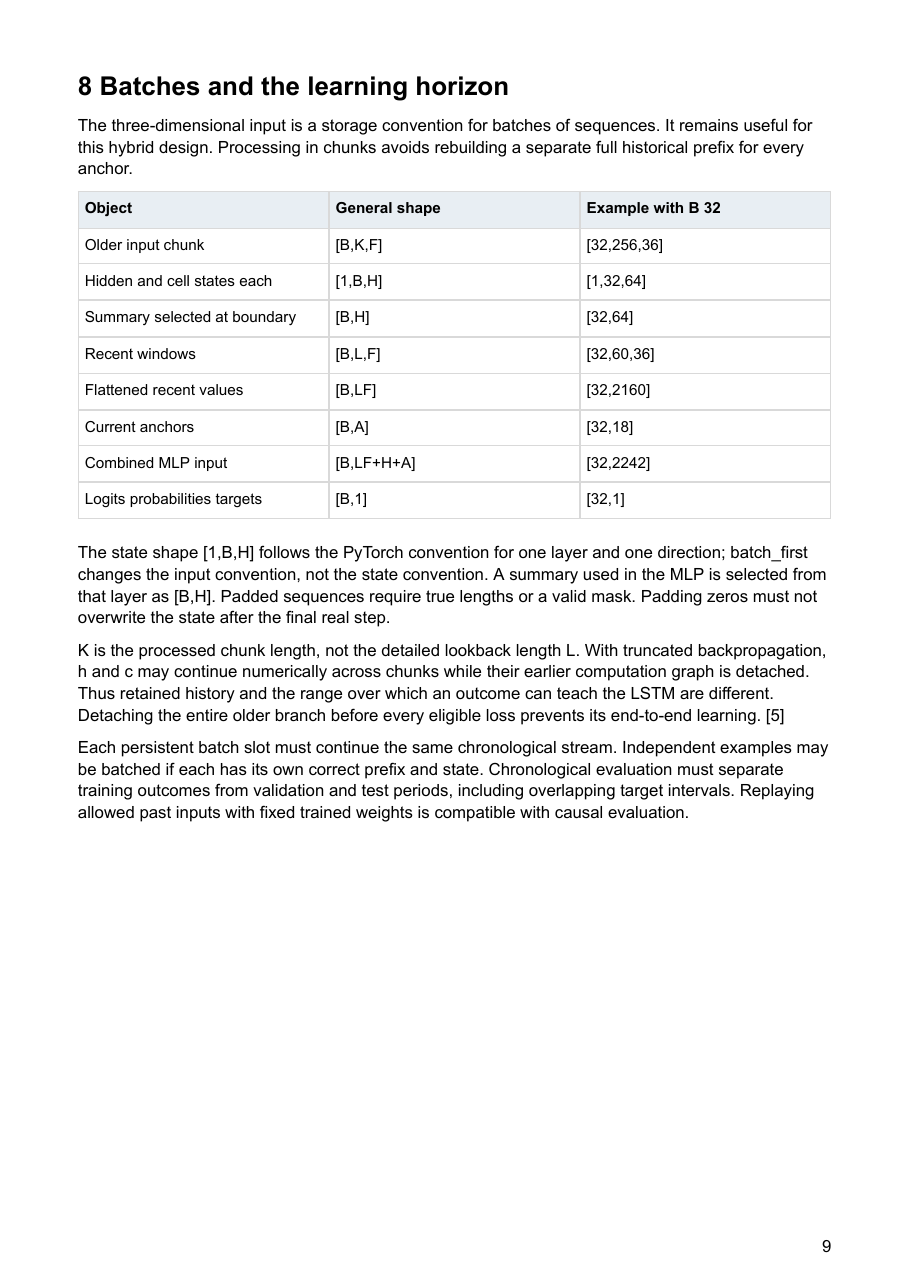 8 Batches and the learning horizon
The three-dimensional input is a storage convention for batches of sequences. It remains useful for
this hybrid design. Processing in chunks avoids rebuilding a separate full historical prefix for every
anchor.
Object General shape Example with B 32
Older input chunk [B,K,F] [32,256,36]
Hidden and cell states each [1,B,H] [1,32,64]
Summary selected at boundary [B,H] [32,64]
Recent windows [B,L,F] [32,60,36]
Flattened recent values [B,LF] [32,2160]
Current anchors [B,A] [32,18]
Combined MLP input [B,LF+H+A] [32,2242]
Logits probabilities targets [B,1] [32,1]
The state shape [1,B,H] follows the PyTorch convention for one layer and one direction; batch_first
changes the input convention, not the state convention. A summary used in the MLP is selected from
that layer as [B,H]. Padded sequences require true lengths or a valid mask. Padding zeros must not
overwrite the state after the final real step.
K is the processed chunk length, not the detailed lookback length L. With truncated backpropagation,
h and c may continue numerically across chunks while their earlier computation graph is detached.
Thus retained history and the range over which an outcome can teach the LSTM are different.
Detaching the entire older branch before every eligible loss prevents its end-to-end learning. [5]
Each persistent batch slot must continue the same chronological stream. Independent examples may
be batched if each has its own correct prefix and state. Chronological evaluation must separate
training outcomes from validation and test periods, including overlapping target intervals. Replaying
allowed past inputs with fixed trained weights is compatible with causal evaluation.
9